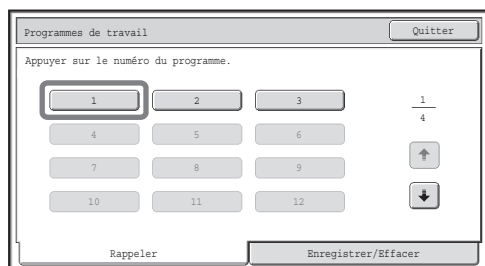 Programmes de travail Quitter
Appuyer sur le numéro du programme.
1 2 3 1
4
4 5 6
7 8 9
10 11 12
Rappeler Enregistrer/Effacer